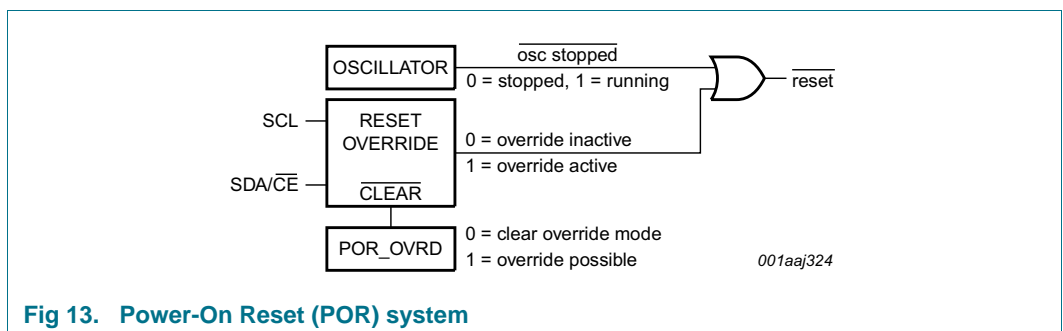 OSCILLATOR
osc stopped
0 = stopped, 1 = running
reset
SCL
RESET
OVERRIDE
0 = override inactive
1 = override active
SDA/CE
CLEAR
POR_OVRD
0 = clear override mode
1 = override possible
001aaj324
Fig 13. Power-On Reset (POR) system